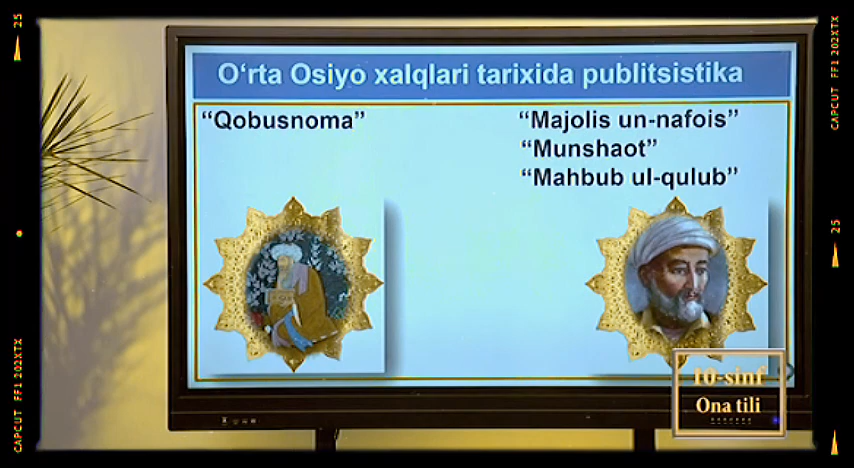 O‘rta Osiyo xalqlari tarixida publitsistika
“Qobusnoma”
“Majolis un-nafois”
“Munshaot”
“Mahbub ul-qulub”
10-sinf
Ona tili
25
CAPCUT FF1 202XTX
CAPCUT FF1 202XTX
25